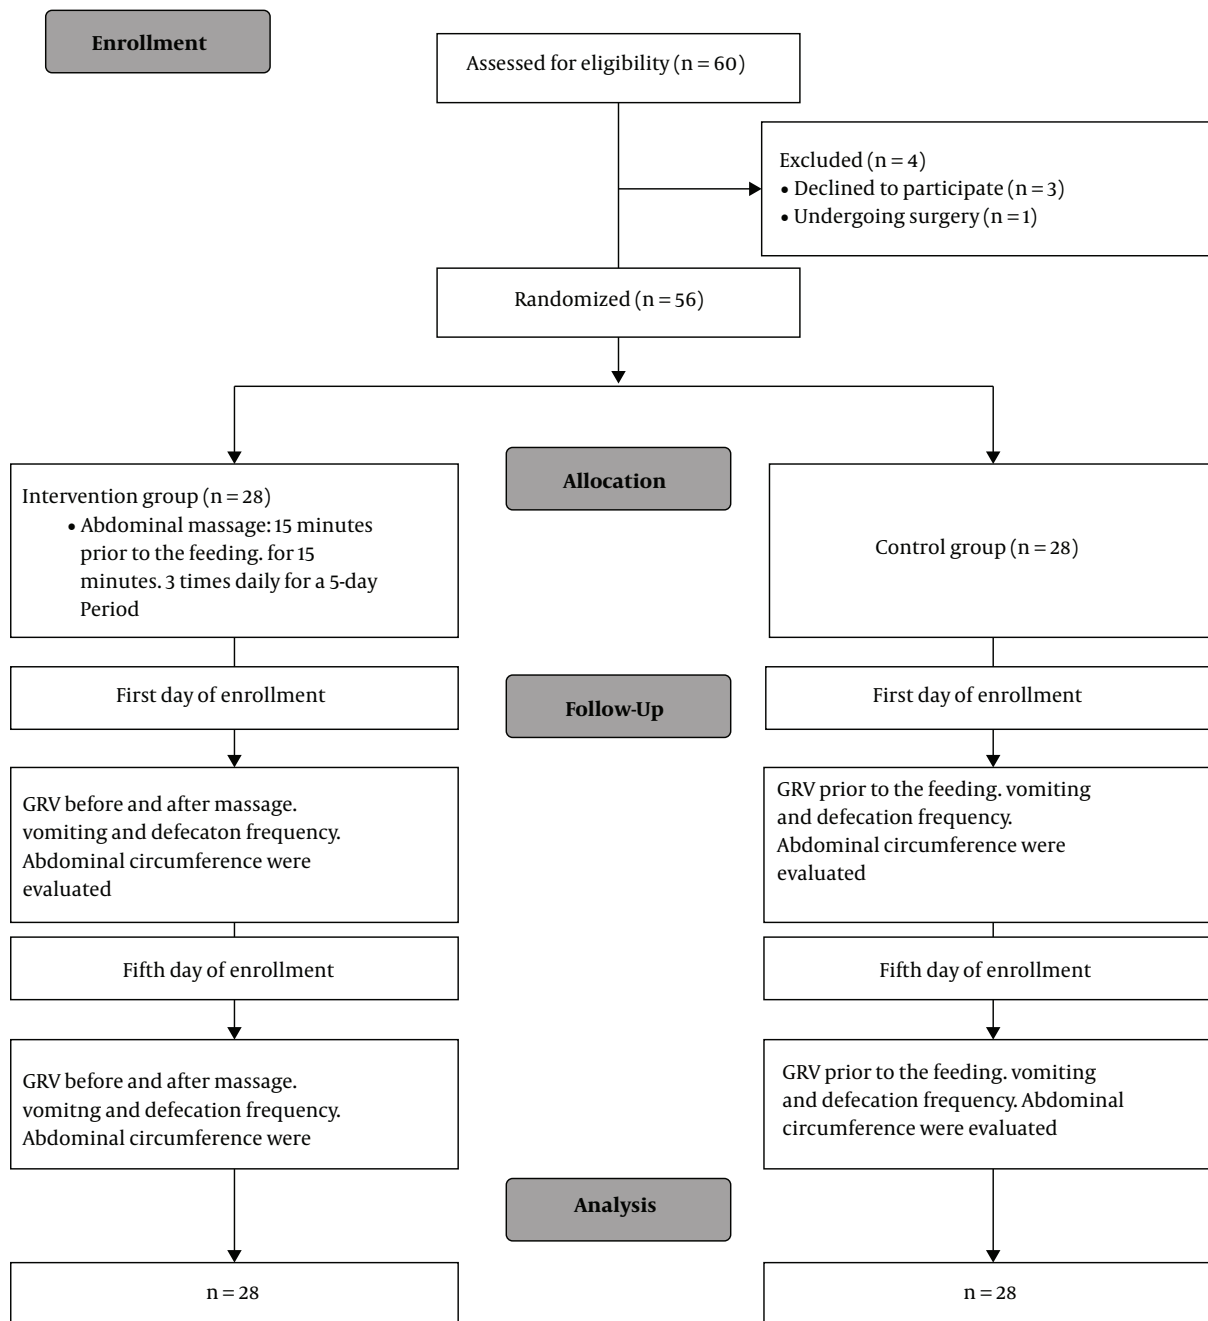 Enrollment
Assessed for eligibility (n = 60)
Excluded (n = 4)
• Declined to participate (n = 3)
• Undergoing surgery (n = 1)
Randomized (n = 56)
Allocation
Intervention group (n = 28)
• Abdominal massage: 15 minutes
prior to the feeding. for 15
minutes. 3 times daily for a 5-day
Period
Control group (n = 28)
First day of enrollment
Follow-Up
First day of enrollment
GRV before and after massage.
vomiting and defecaton frequency.
Abdominal circumference were
evaluated
GRV prior to the feeding. vomiting
and defecation frequency.
Abdominal circumference were
evaluated
Fifth day of enrollment
Fifth day of enrollment
GRV before and after massage.
vomitng and defecation frequency.
Abdominal circumference were
GRV prior to the feeding. vomiting
and defecation frequency. Abdominal
circumference were evaluated
Analysis
n = 28
n = 28